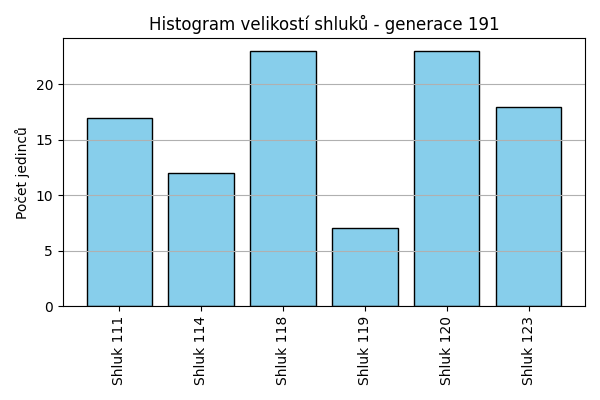 Histogram velikostí shluků - generace 191
Počet jedinců
20
15
10
5
0
Shluk 111
Shluk 114
Shluk 118
Shluk 119
Shluk 120
Shluk 123